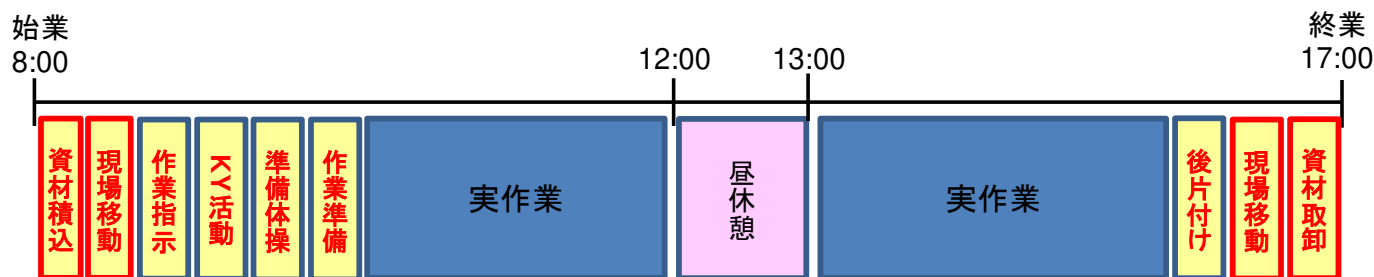 始業
8:00
12:00
13:00
終業
17:00
資材積込
現場移動
作業指示
KY活動
準備体操
作業準備
実作業
昼休憩
実作業
後片付け
現場移動
資材取卸